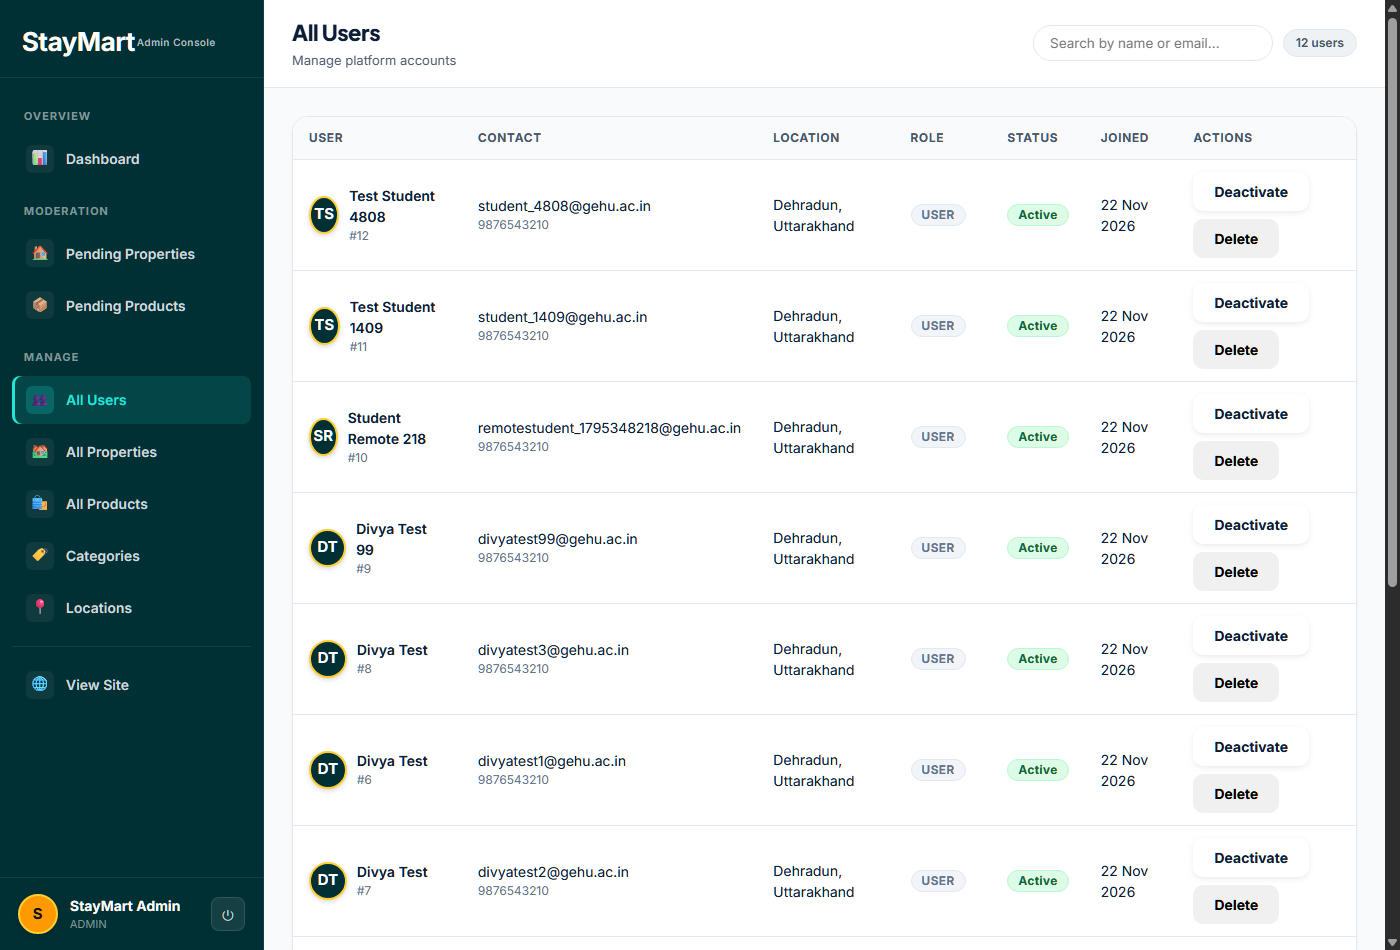 StayMart Admin Console
OVERVIEW
Dashboard
MODERATION
Pending Properties
Pending Products
MANAGE
All Users
All Properties
All Products
Categories
Locations
View Site
S
StayMart Admin
ADMIN
All Users
Manage platform accounts
Search by name or email...
12 users
USER CONTACT LOCATION ROLE STATUS JOINED ACTIONS
TS
Test Student
4808
#12
student_4808@gehu.ac.in
9876543210
Dehradun,
Uttarakhand
USER
Active
22 Nov
2026
Deactivate
Delete
TS
Test Student
1409
#11
student_1409@gehu.ac.in
9876543210
Dehradun,
Uttarakhand
USER
Active
22 Nov
2026
Deactivate
Delete
SR
Student
Remote 218
#10
remotestudent_1795348218@gehu.ac.in
9876543210
Dehradun,
Uttarakhand
USER
Active
22 Nov
2026
Deactivate
Delete
DT
Divya Test
99
#9
divyatest99@gehu.ac.in
9876543210
Dehradun,
Uttarakhand
USER
Active
22 Nov
2026
Deactivate
Delete
DT
Divya Test
#8
divyatest3@gehu.ac.in
9876543210
Dehradun,
Uttarakhand
USER
Active
22 Nov
2026
Deactivate
Delete
DT
Divya Test
#6
divyatest1@gehu.ac.in
9876543210
Dehradun,
Uttarakhand
USER
Active
22 Nov
2026
Deactivate
Delete
DT
Divya Test
#7
divyatest2@gehu.ac.in
9876543210
Dehradun,
Uttarakhand
USER
Active
22 Nov
2026
Deactivate
Delete